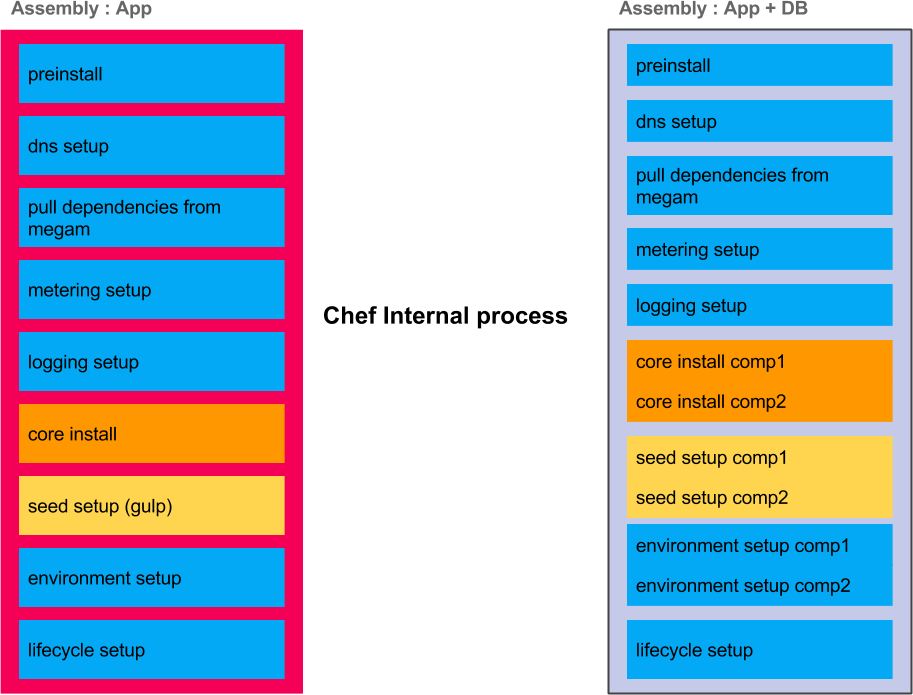 Assembly : App
preinstall
dns setup
pull dependencies from
megam
metering setup
logging setup
core install
seed setup (gulp)
environment setup
lifecycle setup
Chef Internal process
Assembly : App + DB
preinstall
dns setup
pull dependencies from
megam
metering setup
logging setup
core install comp1
core install comp2
seed setup comp1
seed setup comp2
environment setup comp1
environment setup comp2
lifecycle setup